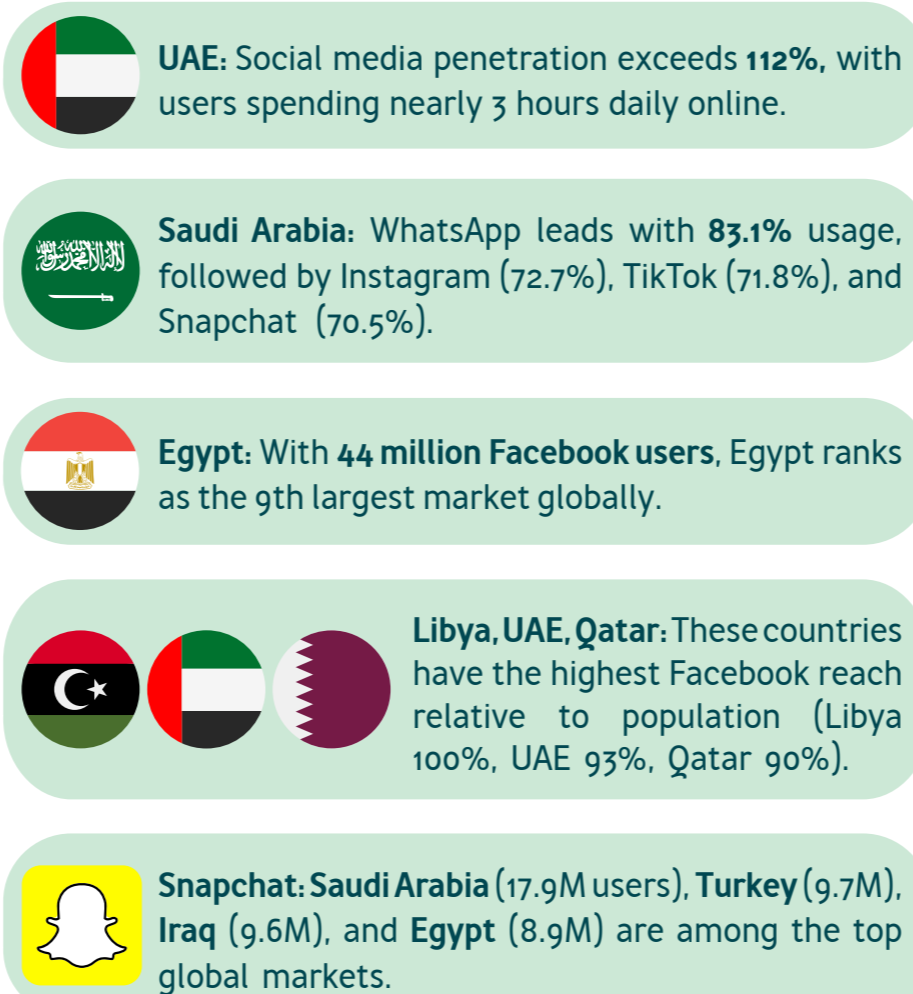 UAE: Social media penetration exceeds 112%, with
users spending nearly 3 hours daily online.
Saudi Arabia: WhatsApp leads with 83.1% usage,
followed by Instagram (72.7%), TikTok (71.8%), and
Snapchat (70.5%).
Egypt: With 44 million Facebook users, Egypt ranks
as the 9th largest market globally.
Libya, UAE, Qatar: These countries
have the highest Facebook reach
relative to population (Libya
100%, UAE 93%, Qatar 90%).
Snapchat: Saudi Arabia (17.9M users), Turkey (9.7M),
Iraq (9.6M), and Egypt (8.9M) are among the top
global markets.